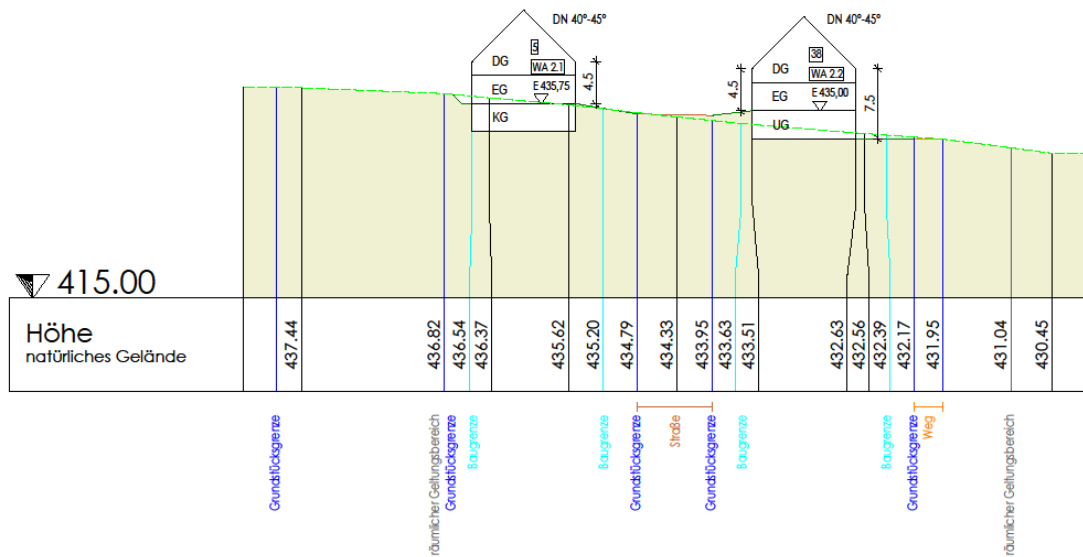 DN 40°-45°
5
DG
WA 2.1
EG
E 435,75
KG
4.5
DN 40°-45°
38
DG
WA 2.2
EG
E 435,00
UG
4.5
7.5
415.00
Höhe
natürliches Gelände
437.44
436.82
436.54
436.37
435.62
435.20
434.79
434.33
433.95
433.63
433.51
432.63
432.56
432.39
432.17
431.95
431.04
430.45
Grundstücksgrenze
räumlicher Geltungsbereich
Grundstücksgrenze
Baugrenze
Baugrenze
Grundstücksgrenze
Straße
Grundstücksgrenze
Baugrenze
Baugrenze
Grundstücksgrenze
Weg
räumlicher Geltungsbereich